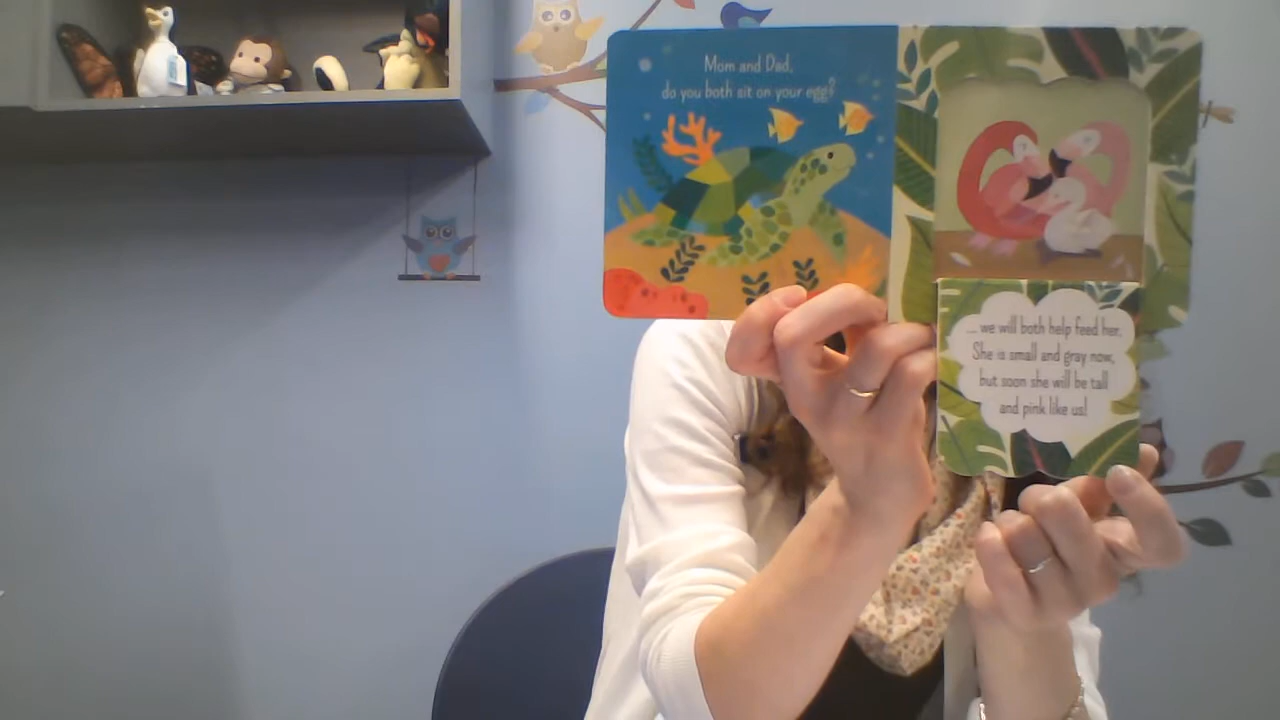 Mom and Dad,
do you both sit on your egg?
... we will both help feed her.
She is small and gray now,
but soon she will be tall
and pink like us!